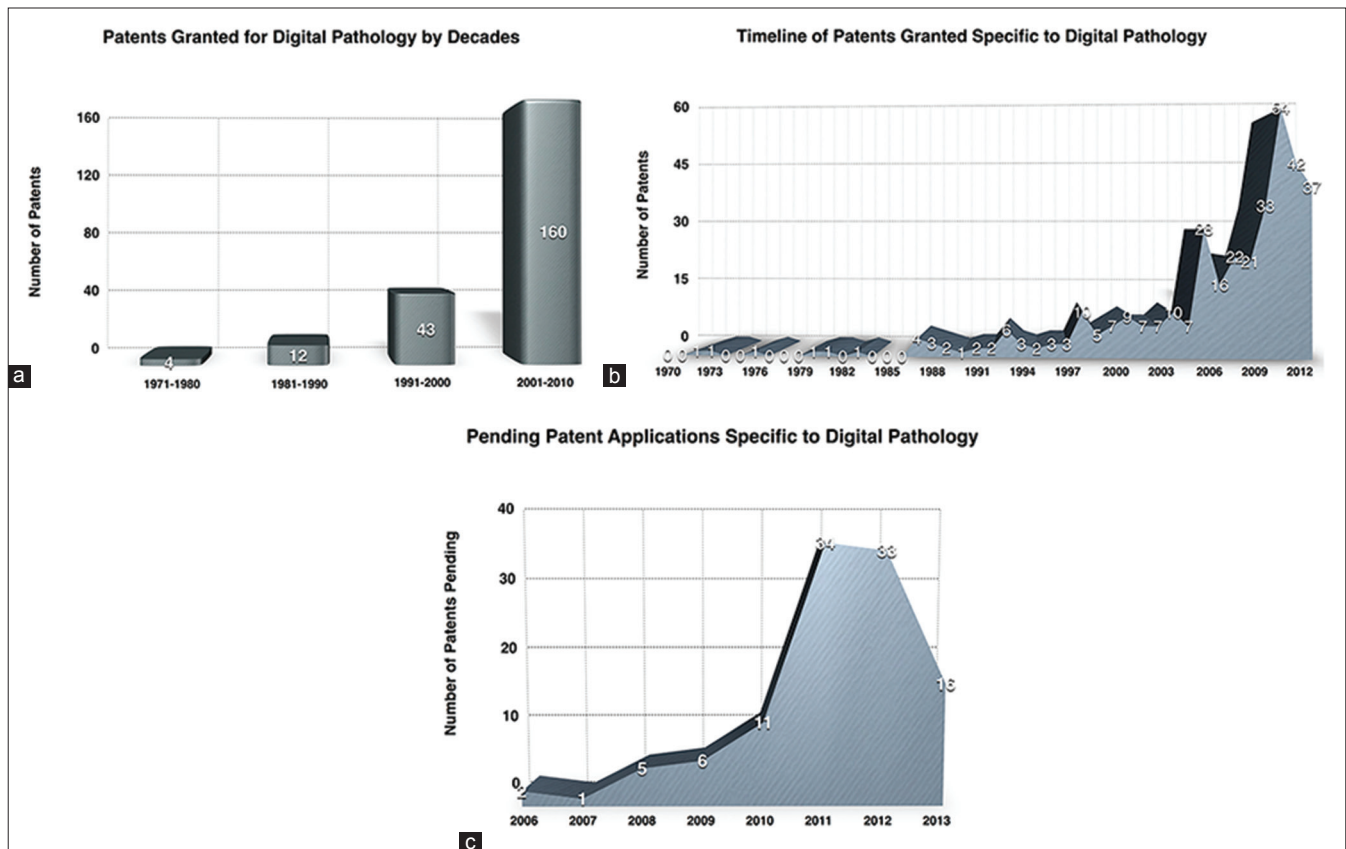 Patents Granted for Digital Pathology by Decades
Number of Patents
160
120
80
40
0
4
12
43
160
1971-1980
1981-1990
1991-2000
2001-2010
a
Timeline of Patents Granted Specific to Digital Pathology
Number of Patents
60
45
30
15
0
0 0 1 1 0 0 1 0 0 0 1 1 0 1 0 0 0 4 3 2 1 2 2 6 3 2 3 3 10 5 7 9 7 7 10 7 28 16 22 21 33 54 42 37
1970 1973 1976 1979 1982 1985 1988 1991 1994 1997 2000 2003 2006 2009 2012
b
Pending Patent Applications Specific to Digital Pathology
Number of Patents Pending
40
30
20
10
0
2 1 5 6 11 34 33 16
2006 2007 2008 2009 2010 2011 2012 2013
c